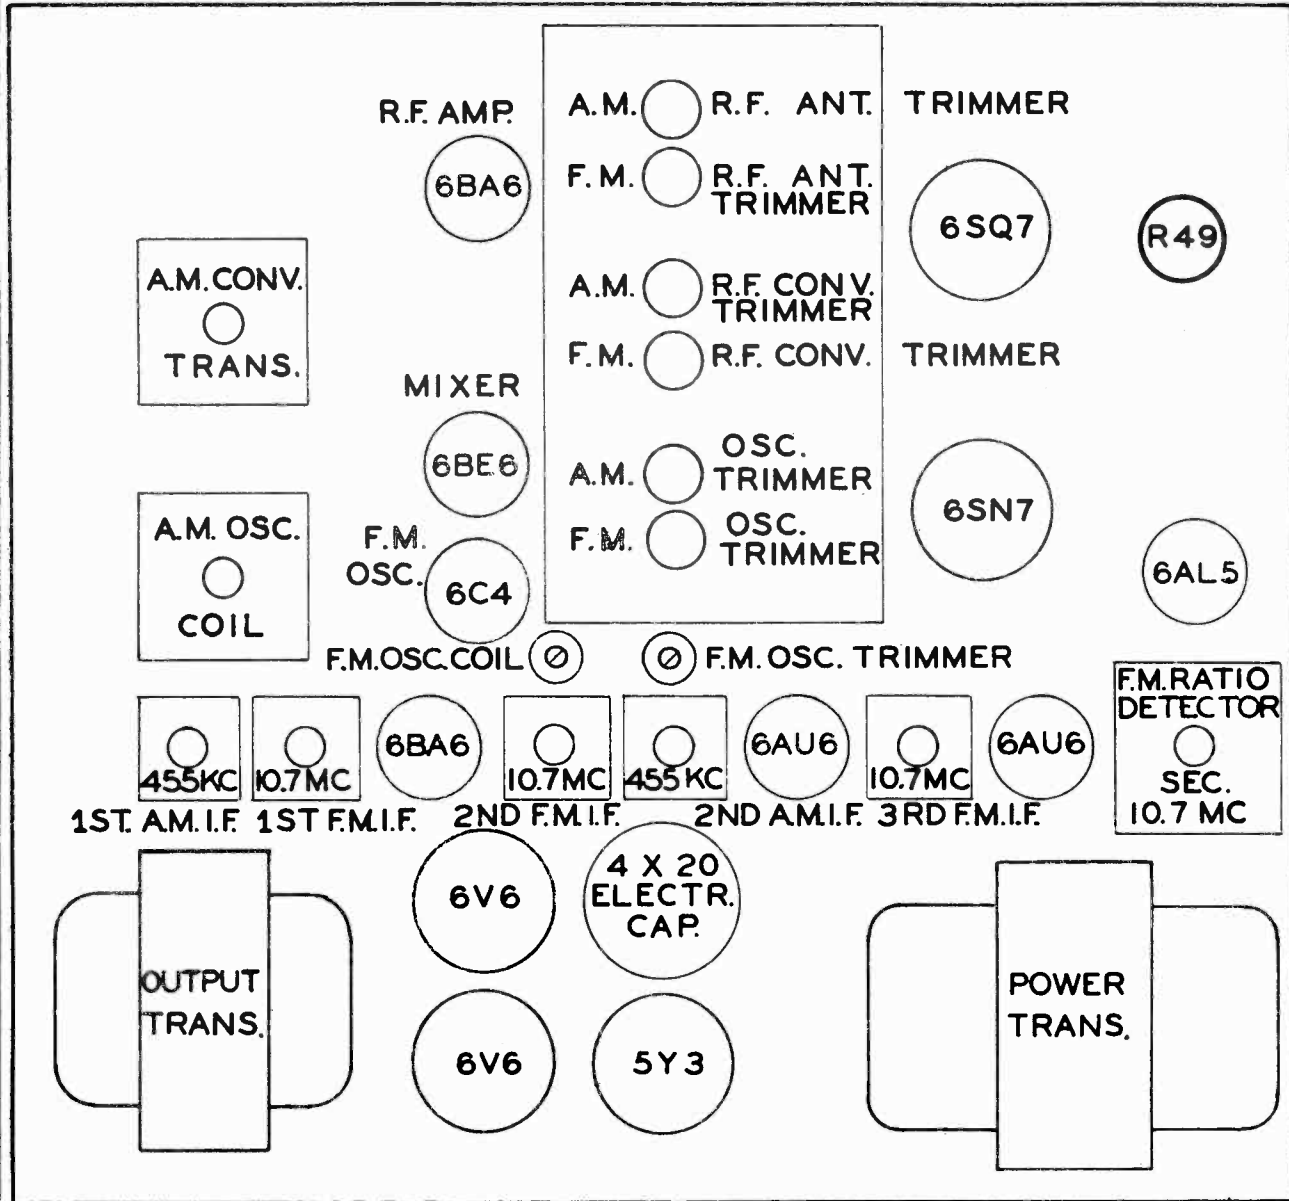 R.F. AMP.
6BA6
A.M. R.F. ANT. TRIMMER
F.M. R.F. ANT.
TRIMMER
6SQ7
R49
A.M. CONV.
TRANS.
A.M. R.F. CONV.
TRIMMER
F.M. R.F. CONV. TRIMMER
MIXER
6BE6
A.M. OSC.
TRIMMER
F.M. OSC.
TRIMMER
6SN7
6AL5
A.M. OSC.
COIL
F.M.
OSC.
6C4
F.M.OSC.COIL
F.M. OSC. TRIMMER
F.M.RATIO
DETECTOR
SEC.
10.7 MC
455KC
10.7MC
6BA6
10.7MC
455KC
6AU6
10.7MC
6AU6
1ST. A.M.I.F. 1ST F.M.I.F. 2ND F.M.I.F. 2ND A.M.I.F. 3RD F.M.I.F.
OUTPUT
TRANS.
6V6
4 X 20
ELECTR.
CAP.
6V6
5Y3
POWER
TRANS.